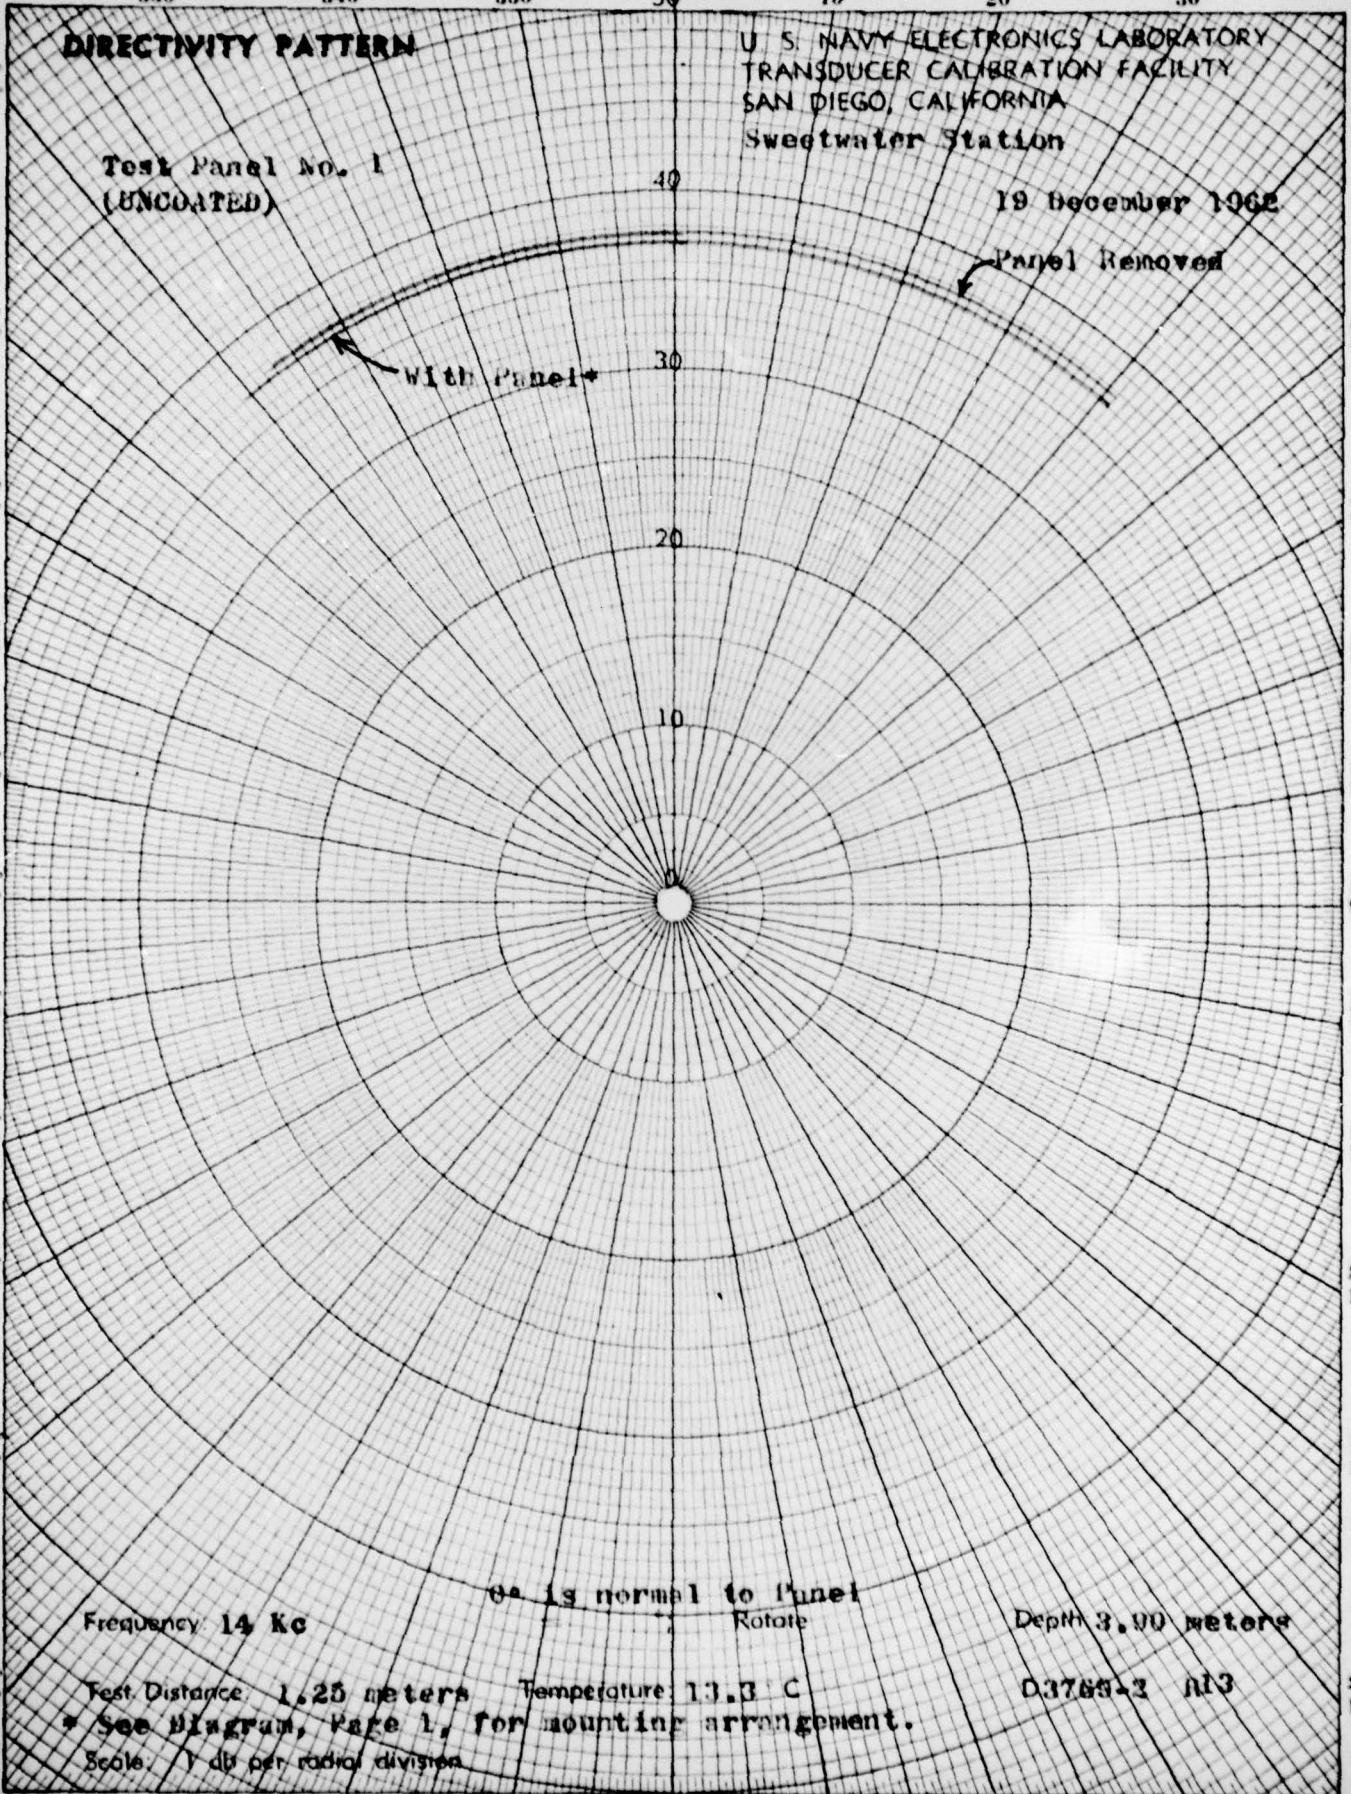 DIRECTIVITY PATTERN
U. S. NAVY ELECTRONICS LABORATORY
TRANSDUCER CALIBRATION FACILITY
SAN DIEGO, CALIFORNIA
Sweetwater Station
Test Panel No. 1
(UNCOATED)
19 December 1962
40
Panel Removed
30
With Panel*
20
10
0
0° is normal to Panel
Frequency 14 Kc
Rotate
Depth 3.90 meters
Test Distance 1.25 meters
Temperature 13.3 C
D3769-2
* See Diagram, Page 1, for mounting arrangement.
Scale: 1 db per radial division